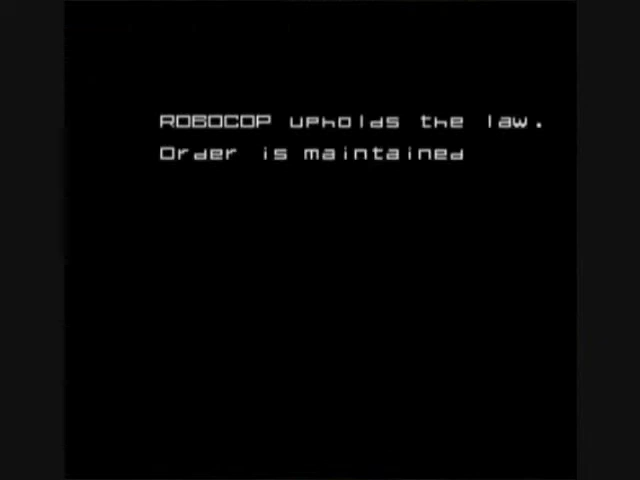 ROBOCOP upholds the law.
Order is maintained